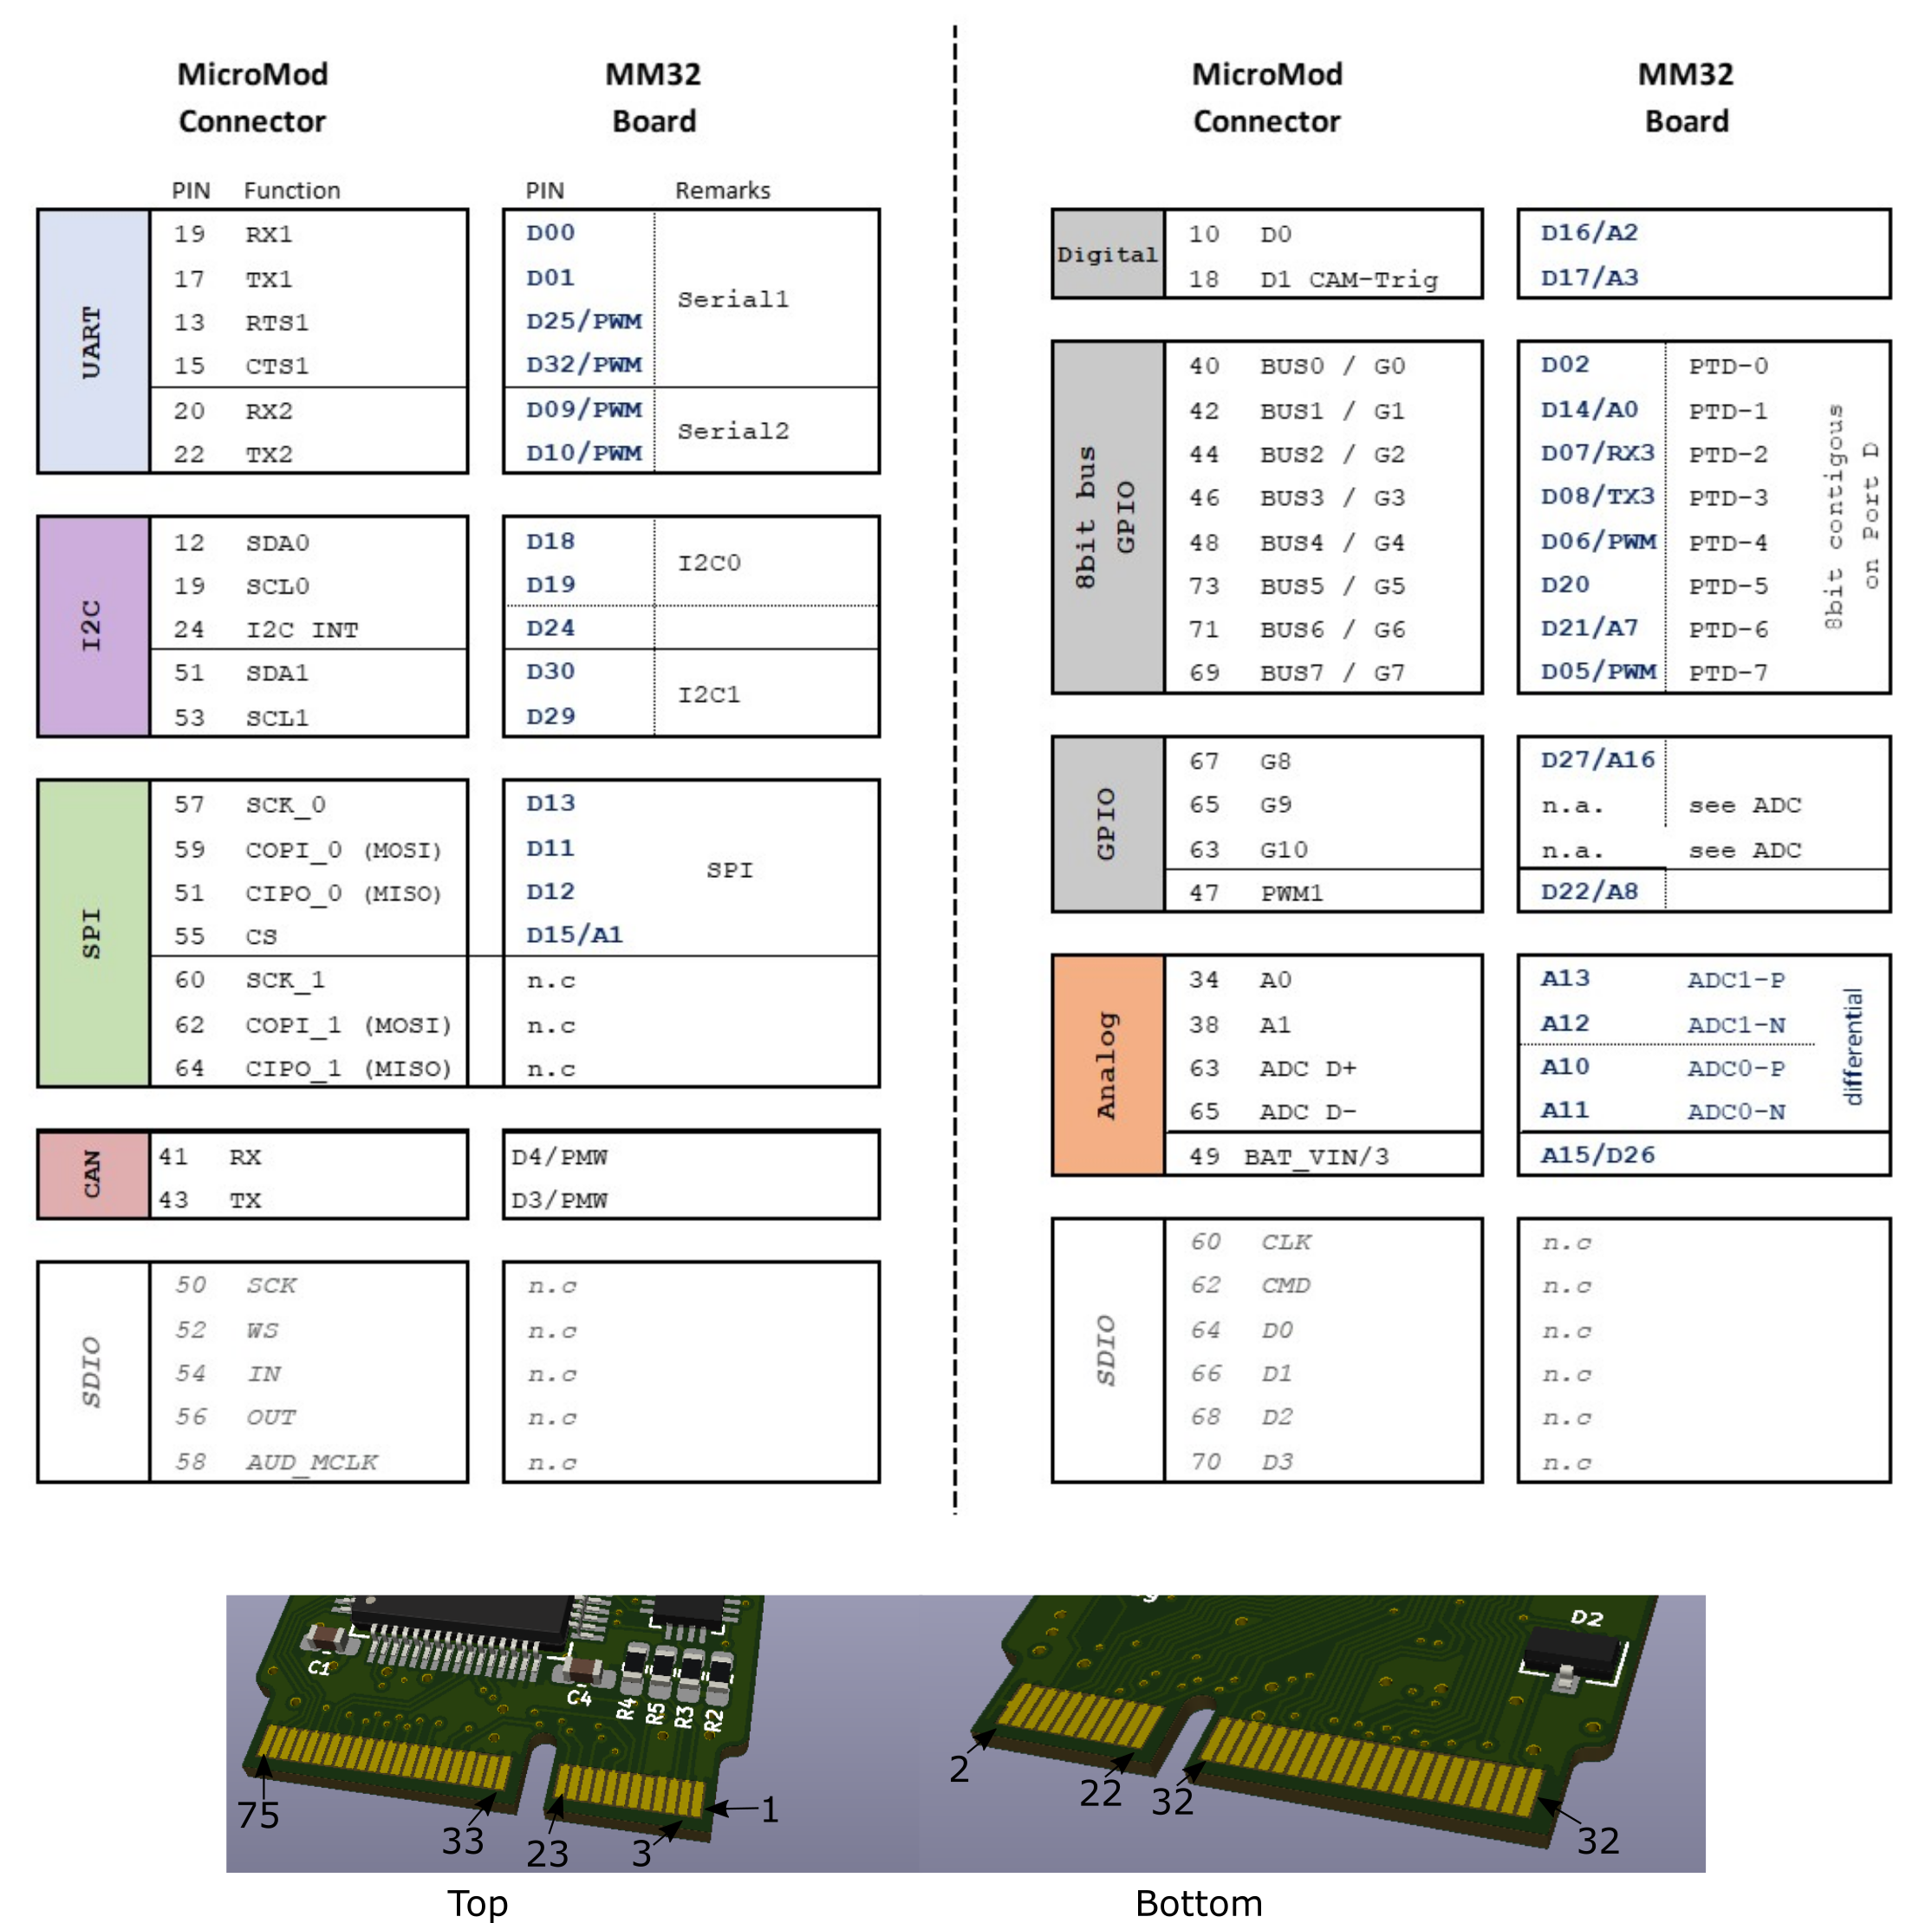 MicroMod
Connector
MM32
Board
PIN Function
PIN Remarks
UART
19 RX1 D00
17 TX1 D01
Serial1
13 RTS1 D25/PWM
15 CTS1 D32/PWM
20 RX2 D09/PWM
Serial2
22 TX2 D10/PWM
I2C
12 SDA0 D18
I2C0
19 SCL0 D19
24 I2C INT D24
51 SDA1 D30
I2C1
53 SCL1 D29
SPI
57 SCK_0 D13
59 COPI_0 (MOSI) D11
SPI
51 CIPO_0 (MISO) D12
55 CS D15/A1
60 SCK_1 n.c
62 COPI_1 (MOSI) n.c
64 CIPO_1 (MISO) n.c
CAN
41 RX D4/PMW
43 TX D3/PMW
SDIO
50 SCK n.c
52 WS n.c
54 IN n.c
56 OUT n.c
58 AUD_MCLK n.c
MicroMod
Connector
MM32
Board
Digital
10 D0 D16/A2
18 D1 CAM-Trig D17/A3
8bit bus
GPIO
40 BUS0 / G0 D02 PTD-0
42 BUS1 / G1 D14/A0 PTD-1
44 BUS2 / G2 D07/RX3 PTD-2
46 BUS3 / G3 D08/TX3 PTD-3
48 BUS4 / G4 D06/PWM PTD-4
73 BUS5 / G5 D20 PTD-5
71 BUS6 / G6 D21/A7 PTD-6
69 BUS7 / G7 D05/PWM PTD-7
8bit contigous
on Port D
GPIO
67 G8 D27/A16
65 G9 n.a. see ADC
63 G10 n.a. see ADC
47 PWM1 D22/A8
Analog
34 A0 A13 ADC1-P
38 A1 A12 ADC1-N
63 ADC D+ A10 ADC0-P
65 ADC D- A11 ADC0-N
differential
49 BAT_VIN/3 A15/D26
SDIO
60 CLK n.c
62 CMD n.c
64 D0 n.c
66 D1 n.c
68 D2 n.c
70 D3 n.c
C1
C4
R4
R5
R3
R2
75
33
23
3
1
Top
D2
2
22
32
32
Bottom